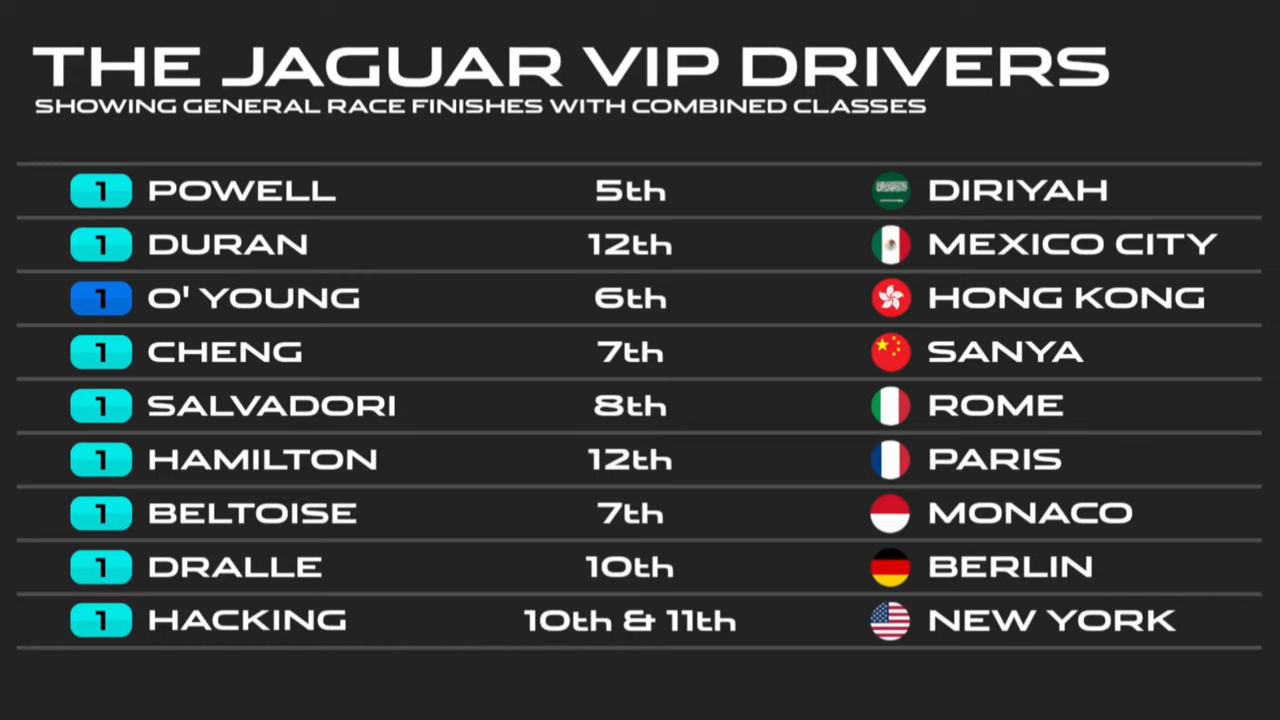 THE JAGUAR VIP DRIVERS
SHOWING GENERAL RACE FINISHES WITH COMBINED CLASSES
1 POWELL 5th DIRIYAH
1 DURAN 12th MEXICO CITY
1 O' YOUNG 6th HONG KONG
1 CHENG 7th SANYA
1 SALVADORI 8th ROME
1 HAMILTON 12th PARIS
1 BELTOISE 7th MONACO
1 DRALLE 10th BERLIN
1 HACKING 10th & 11th NEW YORK